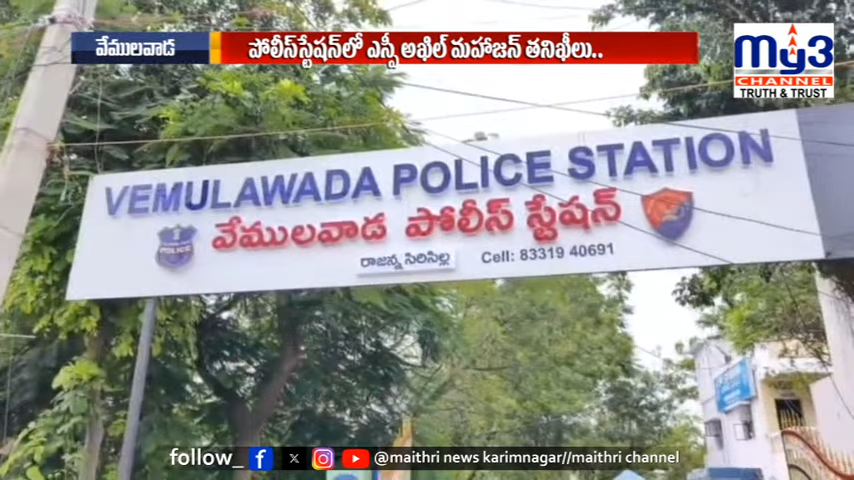 వేములవాడ
పోలీస్‌స్టేషన్‌లో ఎస్పీ అఖిల్ మహాజన్ తనిఖీలు..
My3
CHANNEL
TRUTH & TRUST
VEMULAWADA POLICE STATION
వేములవాడ పోలీస్ స్టేషన్
POLICE
రాజన్న సిరిసిల్ల
Cell: 83319 40691
follow_ @maithri news karimnagar//maithri channel